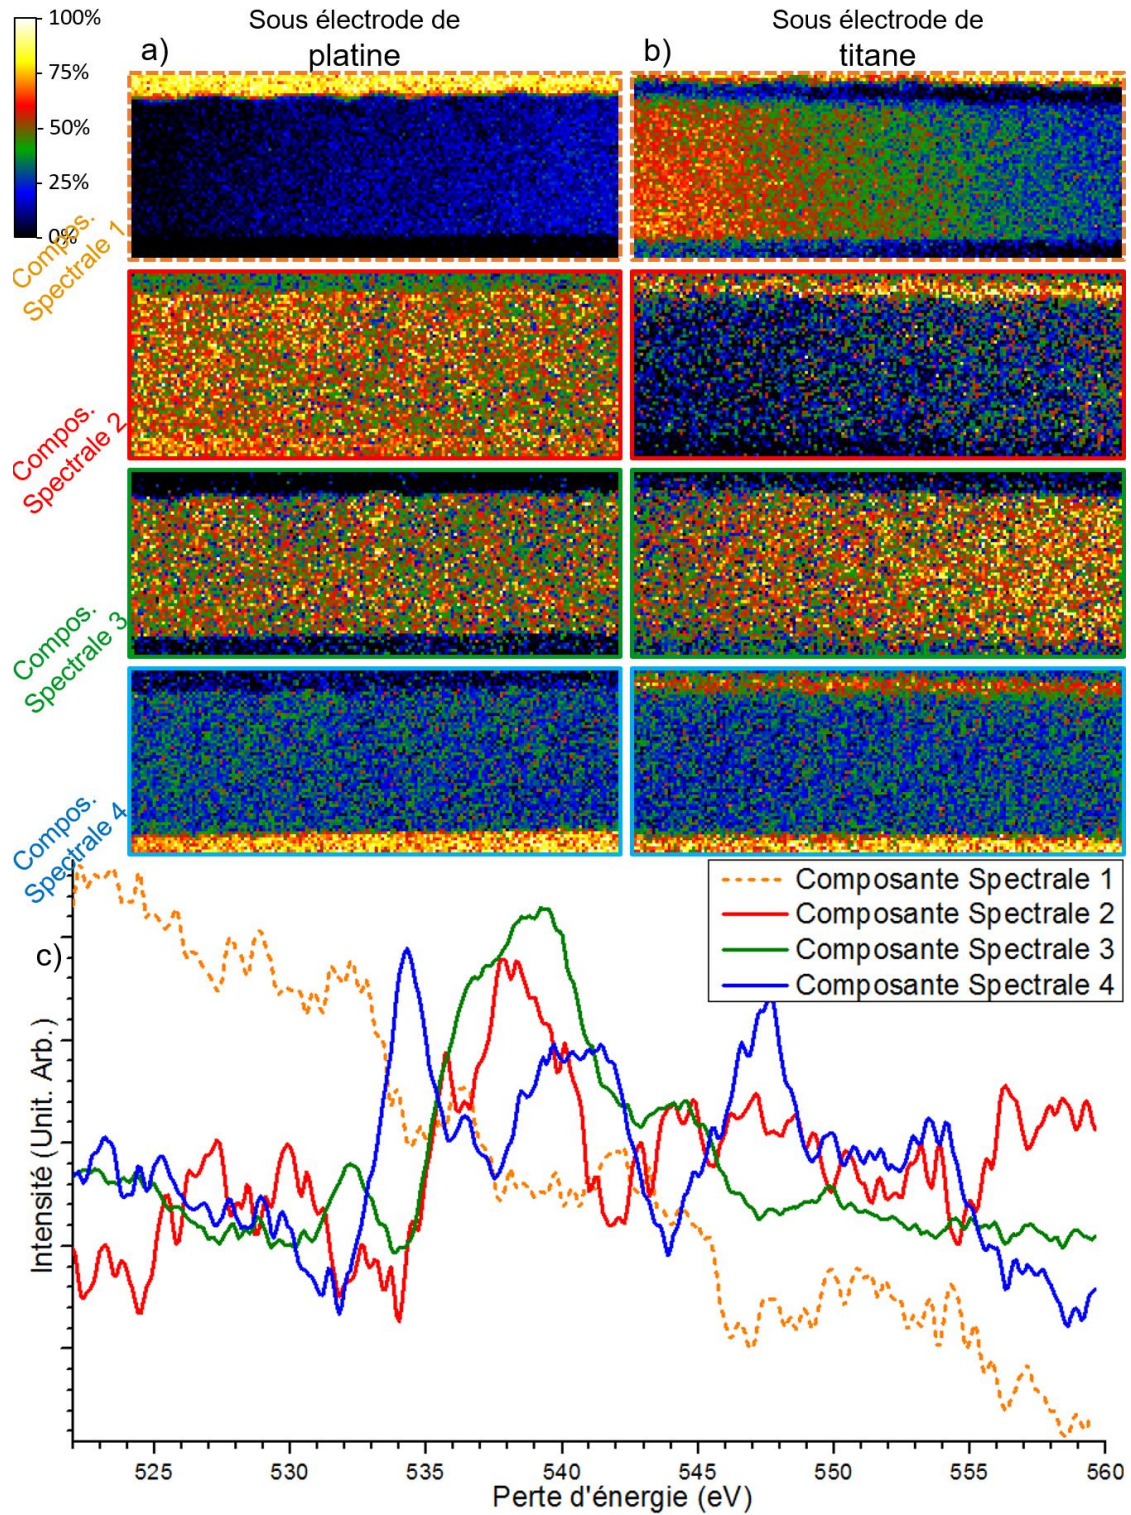 100%
75%
50%
25%
0%
a)
Sous électrode de
platine
b)
Sous électrode de
titane
Compos.
Spectrale 1
Compos.
Spectrale 2
Compos.
Spectrale 3
Compos.
Spectrale 4
c)
Composante Spectrale 1
Composante Spectrale 2
Composante Spectrale 3
Composante Spectrale 4
Intensité (Unit. Arb.)
525 530 535 540 545 550 555 560
Perte d'énergie (eV)